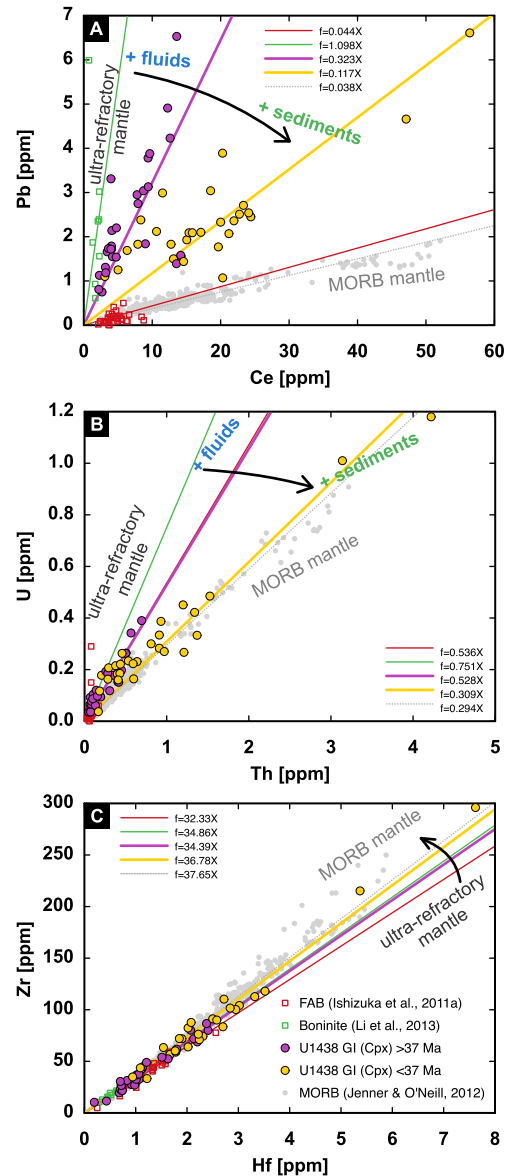 A
7
6
5
4
3
2
1
0
Pb [ppm]
0 10 20 30 40 50 60
Ce [ppm]
f=0.044X
f=1.098X
f=0.323X
f=0.117X
f=0.038X
+ fluids
+ sediments
ultra-refractory
mantle
MORB mantle
B
1.2
1.0
0.8
0.6
0.4
0.2
0.0
U [ppm]
0 1 2 3 4 5
Th [ppm]
+ fluids
+ sediments
ultra-refractory
mantle
MORB mantle
f=0.536X
f=0.751X
f=0.528X
f=0.309X
f=0.294X
C
300
250
200
150
100
50
0
Zr [ppm]
0 1 2 3 4 5 6 7 8
Hf [ppm]
f=32.33X
f=34.86X
f=34.39X
f=36.78X
f=37.65X
MORB mantle
ultra-refractory
mantle
FAB (Ishizuka et al., 2011a)
Boninite (Li et al., 2013)
U1438 GI (Cpx) >37 Ma
U1438 GI (Cpx) <37 Ma
MORB (Jenner & O'Neill, 2012)